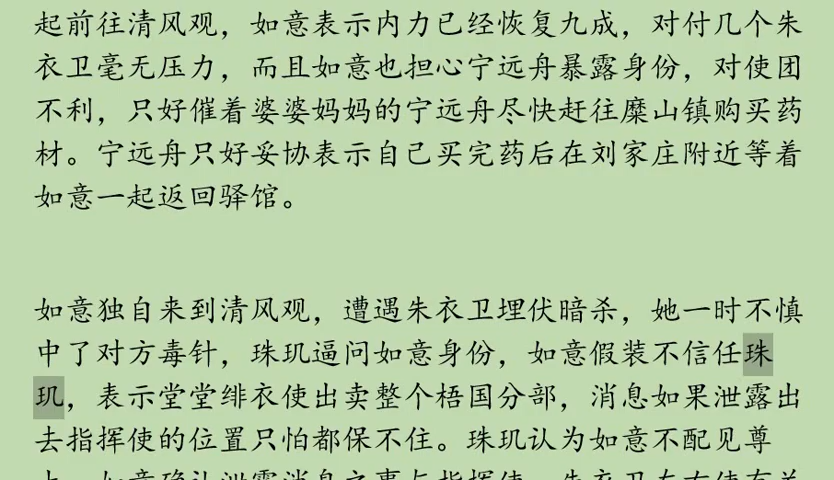 起前往清风观，如意表示内力已经恢复九成，对付几个朱
衣卫毫无压力，而且如意也担心宁远舟暴露身份，对使团
不利，只好催着婆婆妈妈的宁远舟尽快赶往糜山镇购买药
材。宁远舟只好妥协表示自己买完药后在刘家庄附近等着
如意一起返回驿馆。
如意独自来到清风观，遭遇朱衣卫埋伏暗杀，她一时不慎
中了对方毒针，珠玑逼问如意身份，如意假装不信任珠
玑，表示堂堂绯衣使出卖整个梧国分部，消息如果泄露出
去指挥使的位置只怕都保不住。珠玑认为如意不配见尊